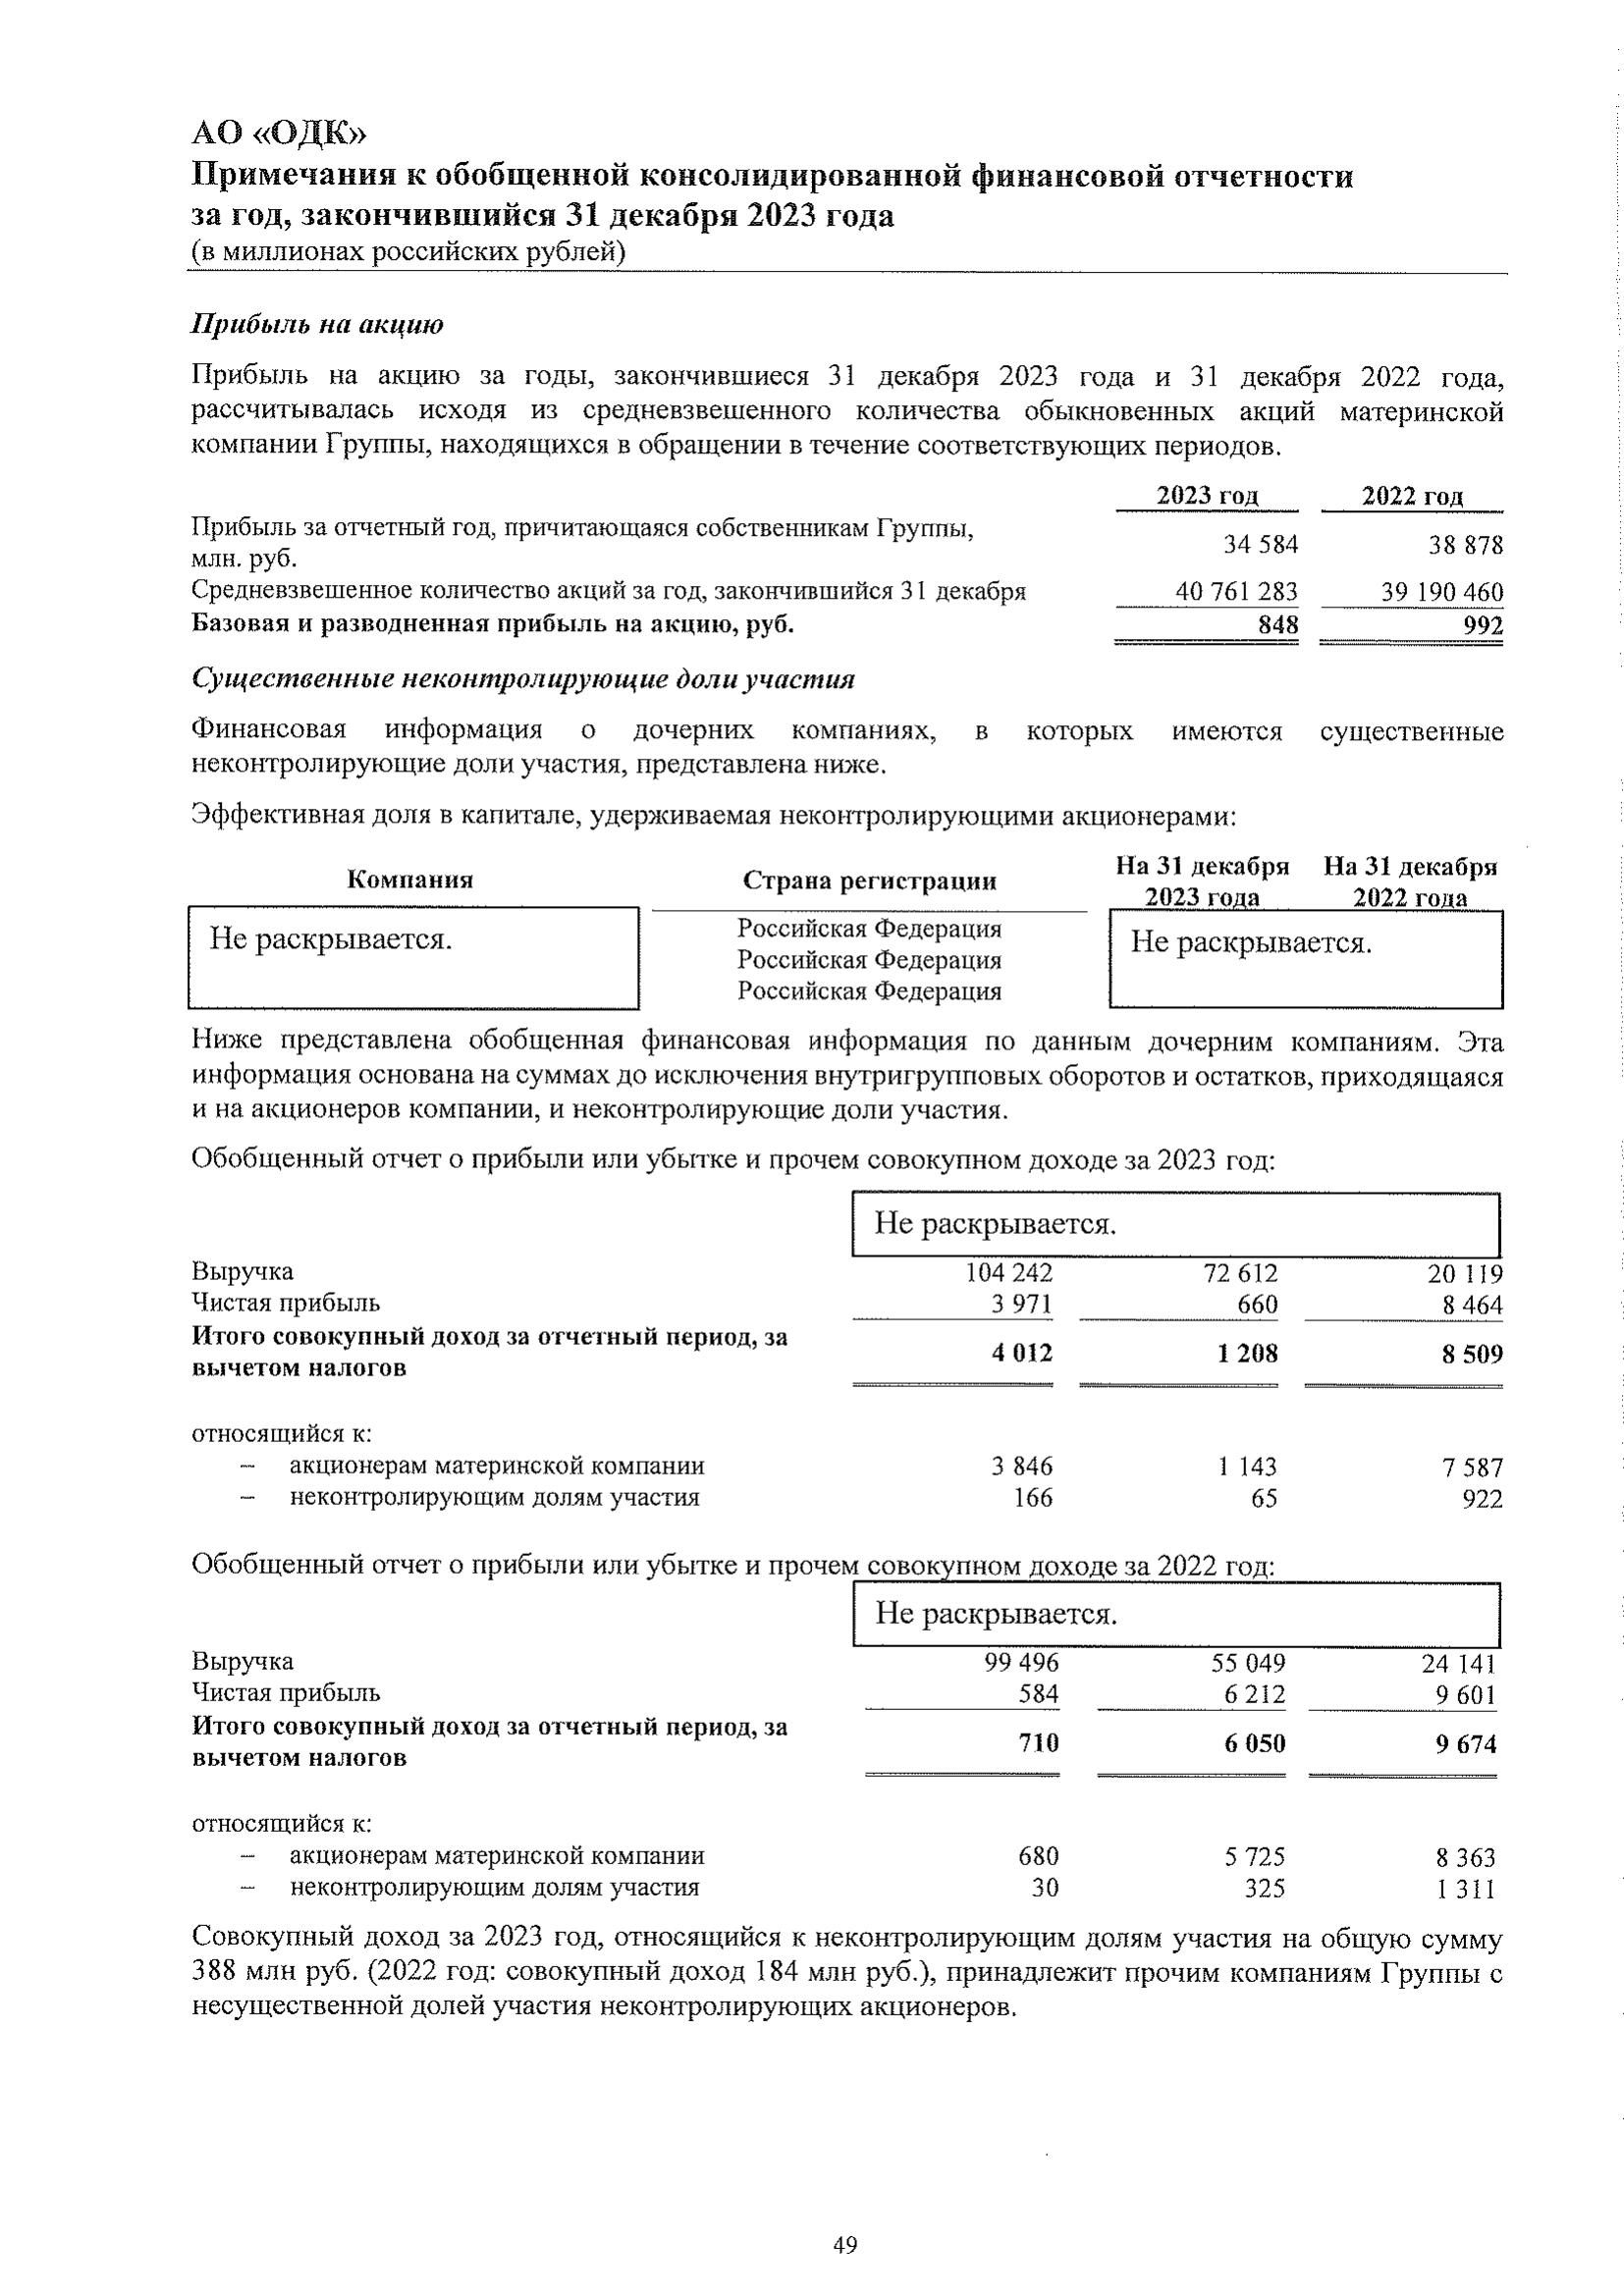 АО «ОДК»
Примечания к обобщенной консолидированной финансовой отчетности
за год, закончившийся 31 декабря 2023 года
(в миллионах российских рублей)
Прибыль на акцию
Прибыль на акцию за годы, закончившиеся 31 декабря 2023 года и 31 декабря 2022 года,
рассчитывалась исходя из средневзвешенного количества обыкновенных акций материнской
компании Группы, находящихся в обращении в течение соответствующих периодов.
2023 год 2022 год
Прибыль за отчетный год, причитающаяся собственникам Группы,
млн. руб. 34 584 38 878
Средневзвешенное количество акций за год, закончившийся 31 декабря 40 761 283 39 190 460
Базовая и разводненная прибыль на акцию, руб. 848 992
Существенные неконтролирующие доли участия
Финансовая информация о дочерних компаниях, в которых имеются существенные
неконтролирующие доли участия, представлена ниже.
Эффективная доля в капитале, удерживаемая неконтролирующими акционерами:
Компания Страна регистрации На 31 декабря 2023 года На 31 декабря 2022 года
Не раскрывается. Российская Федерация Не раскрывается.
Российская Федерация
Российская Федерация
Ниже представлена обобщенная финансовая информация по данным дочерним компаниям. Эта
информация основана на суммах до исключения внутригрупповых оборотов и остатков, приходящаяся
и на акционеров компании, и неконтролирующие доли участия.
Обобщенный отчет о прибыли или убытке и прочем совокупном доходе за 2023 год:
Не раскрывается.
Выручка 104 242 72 612 20 119
Чистая прибыль 3 971 660 8 464
Итого совокупный доход за отчетный период, за
вычетом налогов 4 012 1 208 8 509
относящийся к:
– акционерам материнской компании 3 846 1 143 7 587
– неконтролирующим долям участия 166 65 922
Обобщенный отчет о прибыли или убытке и прочем совокупном доходе за 2022 год:
Не раскрывается.
Выручка 99 496 55 049 24 141
Чистая прибыль 584 6 212 9 601
Итого совокупный доход за отчетный период, за
вычетом налогов 710 6 050 9 674
относящийся к:
– акционерам материнской компании 680 5 725 8 363
– неконтролирующим долям участия 30 325 1 311
Совокупный доход за 2023 год, относящийся к неконтролирующим долям участия на общую сумму
388 млн руб. (2022 год: совокупный доход 184 млн руб.), принадлежит прочим компаниям Группы с
несущественной долей участия неконтролирующих акционеров.
49